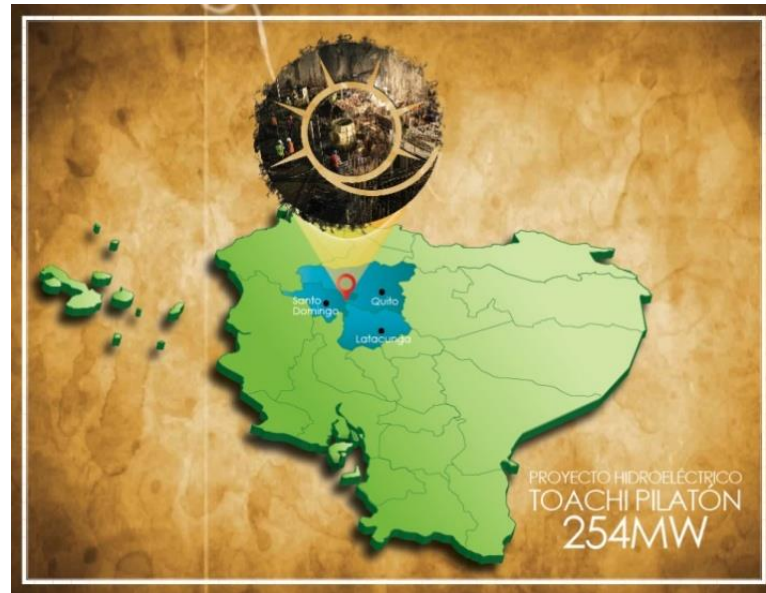 Santo
Domingo
Quito
Latacunga
PROYECTO HIDROELÉCTRICO
TOACHI PILATÓN
254MW